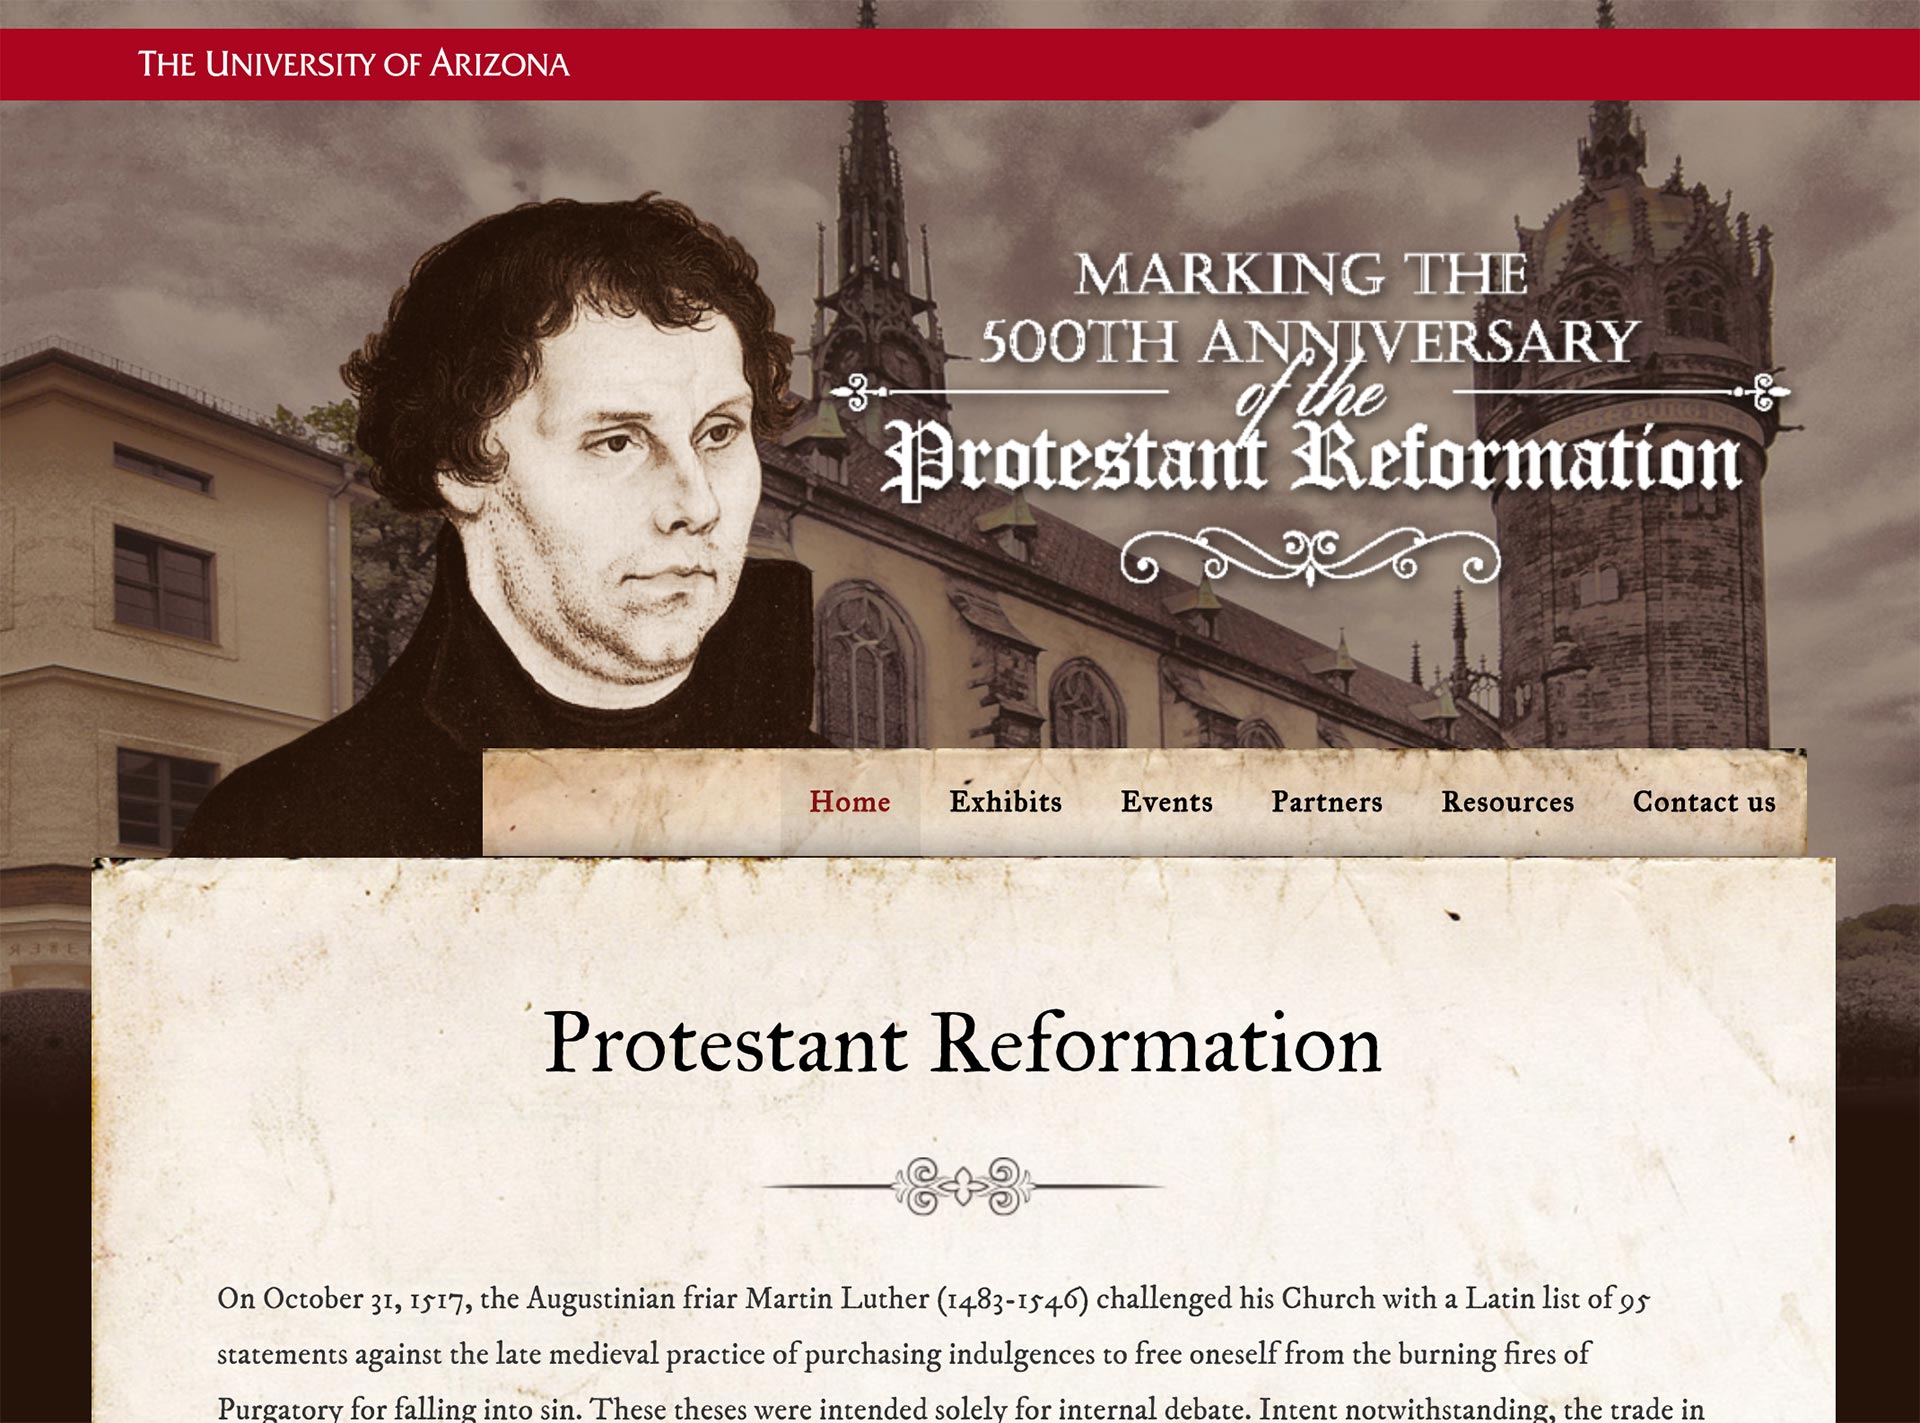 THE UNIVERSITY OF ARIZONA
MARKING THE
500TH ANNIVERSARY
of the
Protestant Reformation
Home Exhibits Events Partners Resources Contact us
Protestant Reformation
On October 31, 1517, the Augustinian friar Martin Luther (1483-1546) challenged his Church with a Latin list of 95
statements against the late medieval practice of purchasing indulgences to free oneself from the burning fires of
Purgatory for falling into sin. These theses were intended solely for internal debate. Intent notwithstanding, the trade in